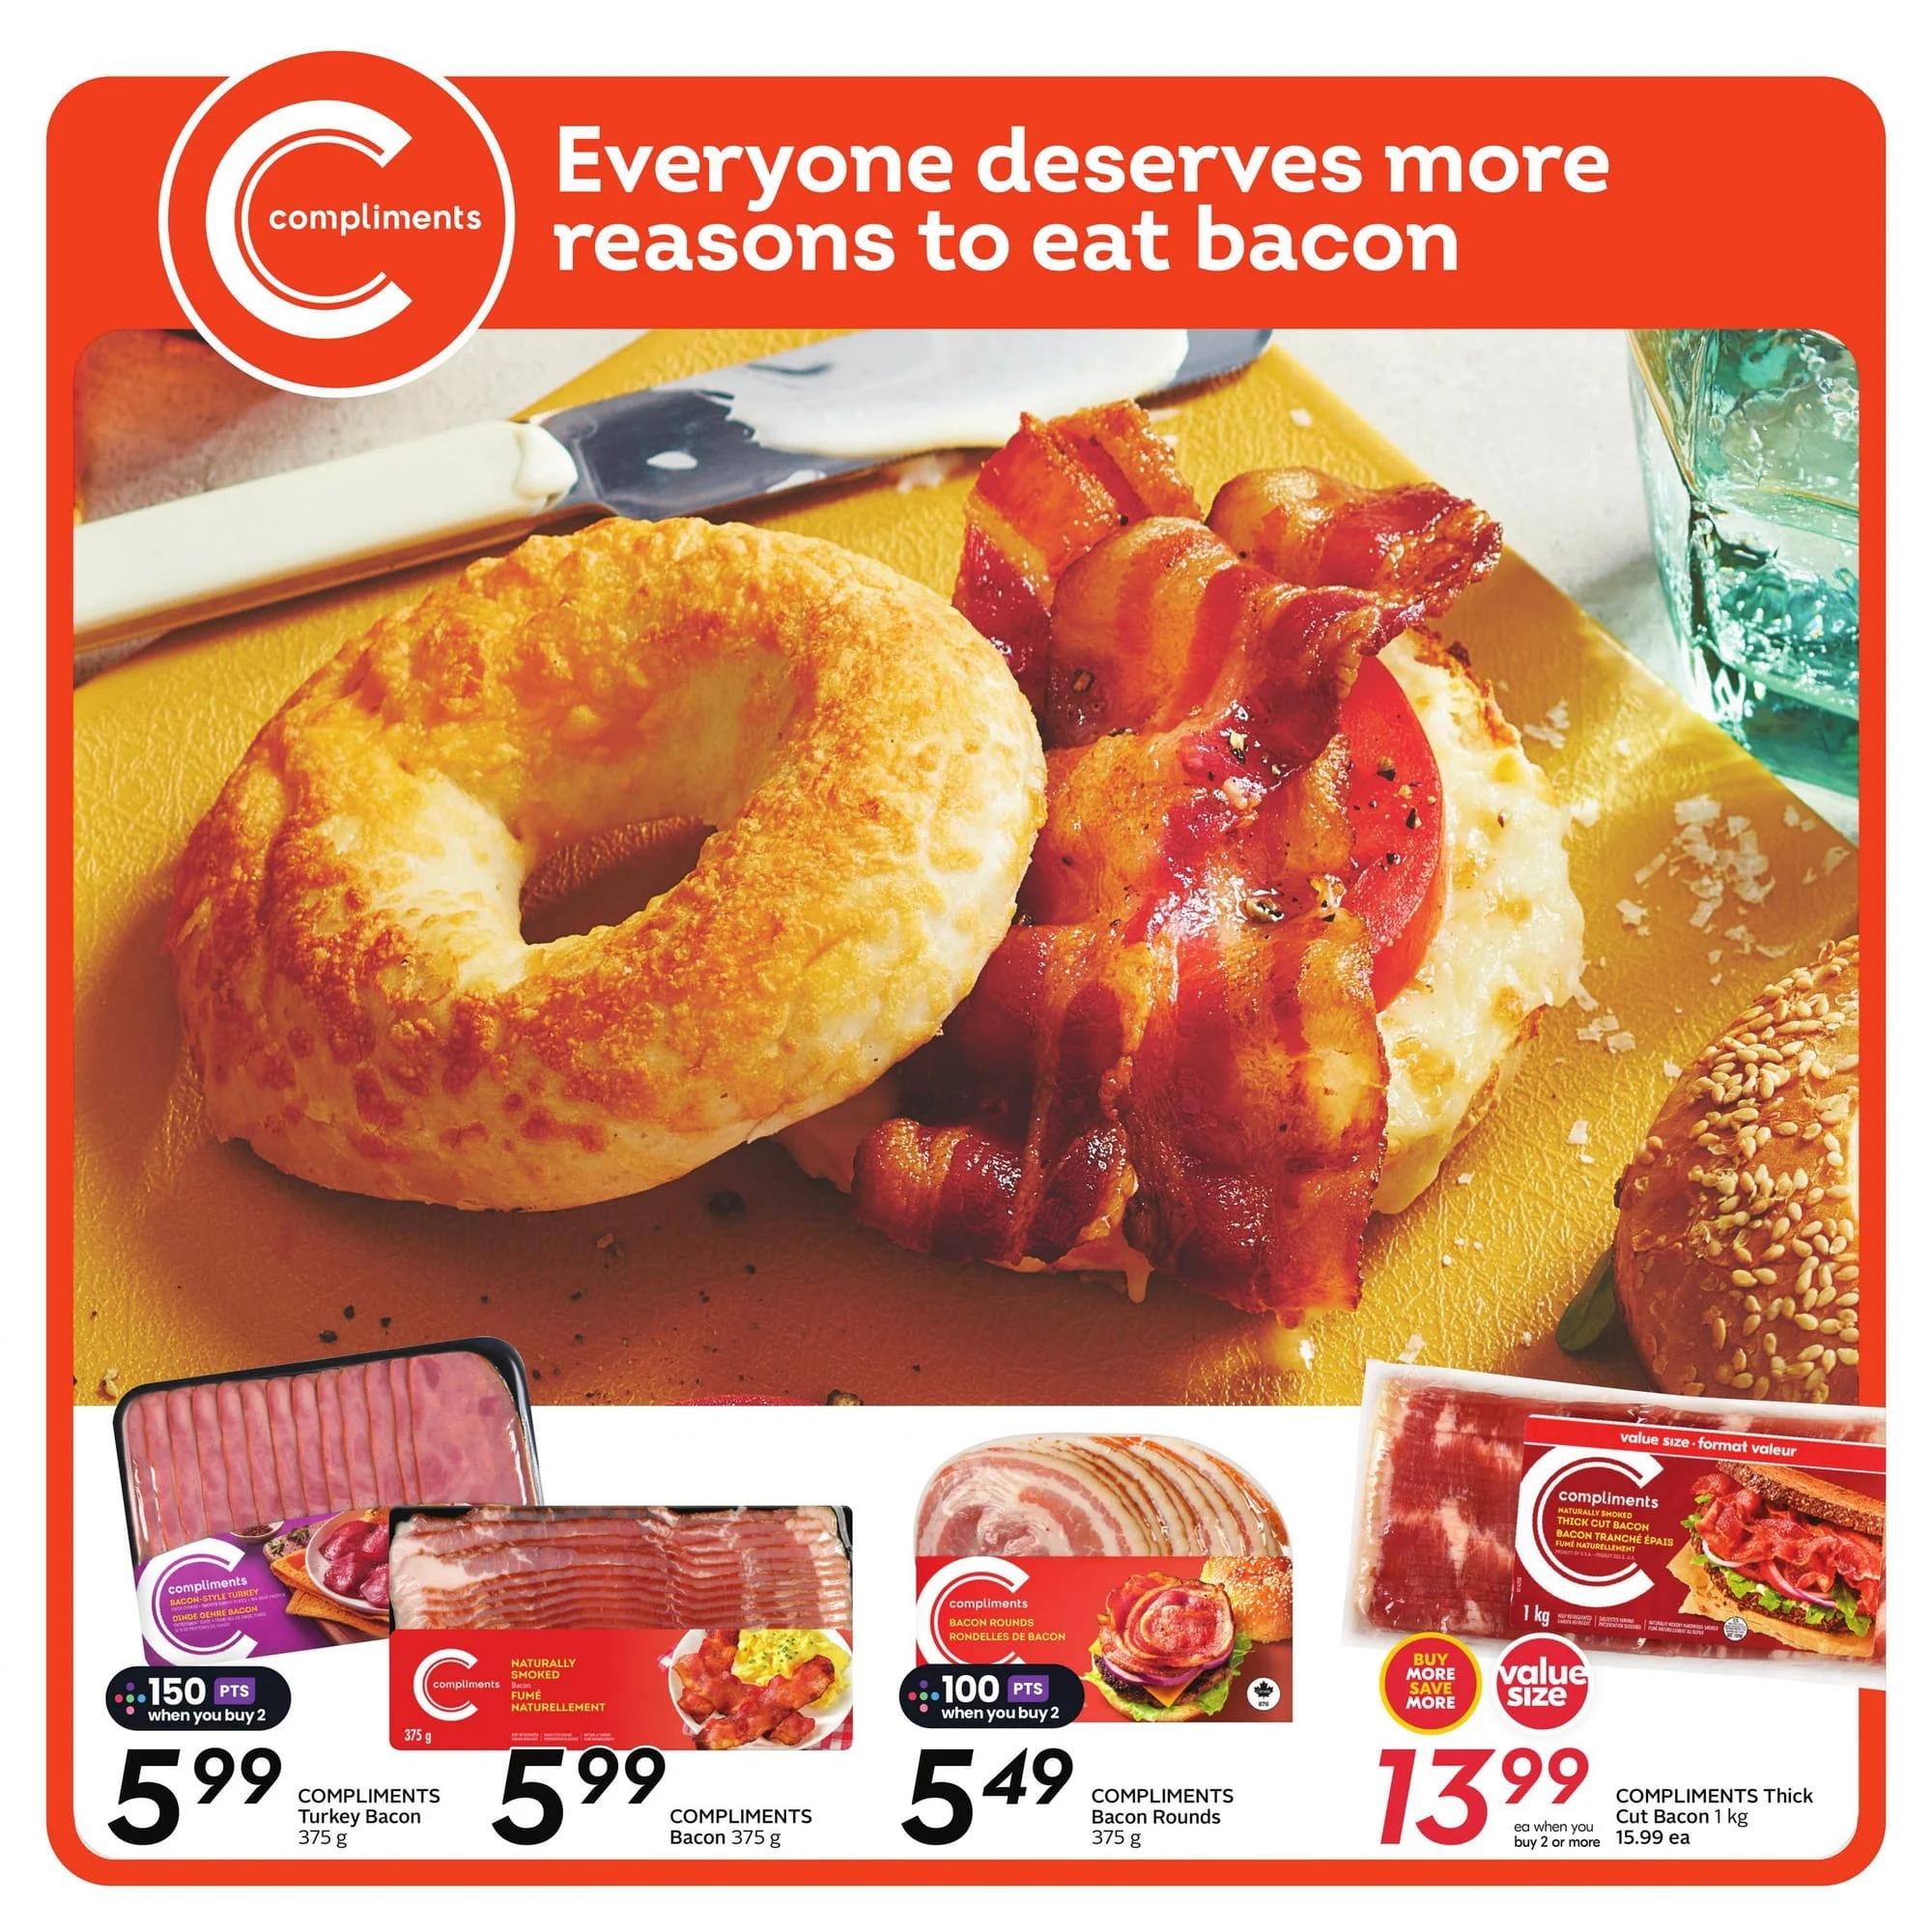 compliments
Everyone deserves more
reasons to eat bacon
compliments
BACON-STYLE TURKEY
DINDE GENRE BACON
compliments
NATURALLY
SMOKED
Bacon
FUMÉ
NATURELLEMENT
375 g
compliments
BACON ROUNDS
RONDELLES DE BACON
value size · format valeur
compliments
NATURALLY SMOKED
THICK CUT BACON
BACON TRANCHÉ ÉPAIS
FUMÉ NATURELLEMENT
1 kg
150 PTS
when you buy 2
5 99
COMPLIMENTS
Turkey Bacon
375 g
5 99
COMPLIMENTS
Bacon 375 g
100 PTS
when you buy 2
5 49
COMPLIMENTS
Bacon Rounds
375 g
BUY
MORE
SAVE
MORE
value
size
13 99
ea when you
buy 2 or more
COMPLIMENTS Thick
Cut Bacon 1 kg
15.99 ea